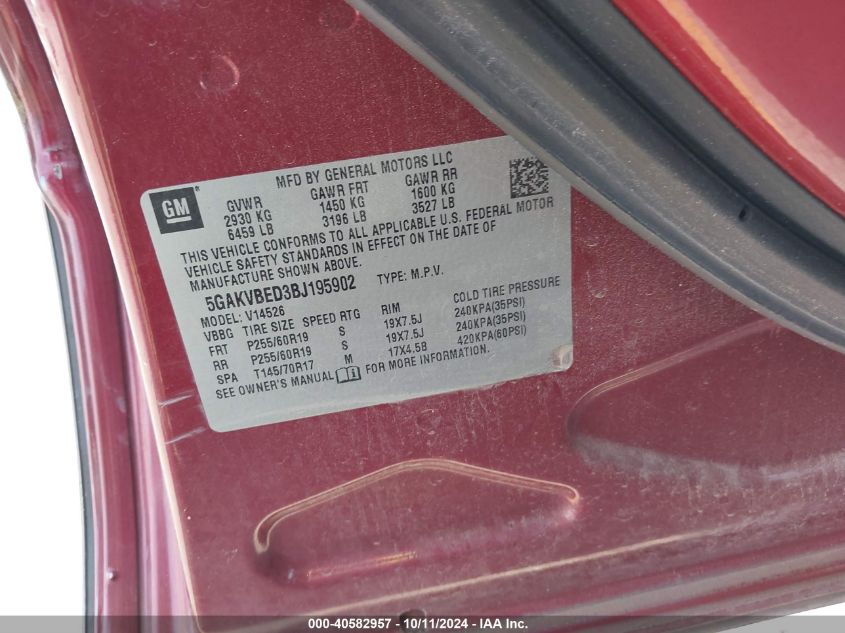 MFD BY GENERAL MOTORS LLC
GM
GVWR GAWR FRT GAWR RR
2930 KG 1450 KG 1600 KG
6459 LB 3196 LB 3527 LB
THIS VEHICLE CONFORMS TO ALL APPLICABLE U.S. FEDERAL MOTOR
VEHICLE SAFETY STANDARDS IN EFFECT ON THE DATE OF
MANUFACTURE SHOWN ABOVE.
5GAKVBED3BJ195902 TYPE: M.P.V.
MODEL: V14526
VBBG TIRE SIZE SPEED RTG RIM COLD TIRE PRESSURE
FRT P255/60R19 S 19X7.5J 240KPA(35PSI)
RR P255/60R19 S 19X7.5J 240KPA(35PSI)
SPA T145/70R17 M 17X4.5B 420KPA(60PSI)
SEE OWNER'S MANUAL FOR MORE INFORMATION.
000-40582957 - 10/11/2024 - IAA Inc.